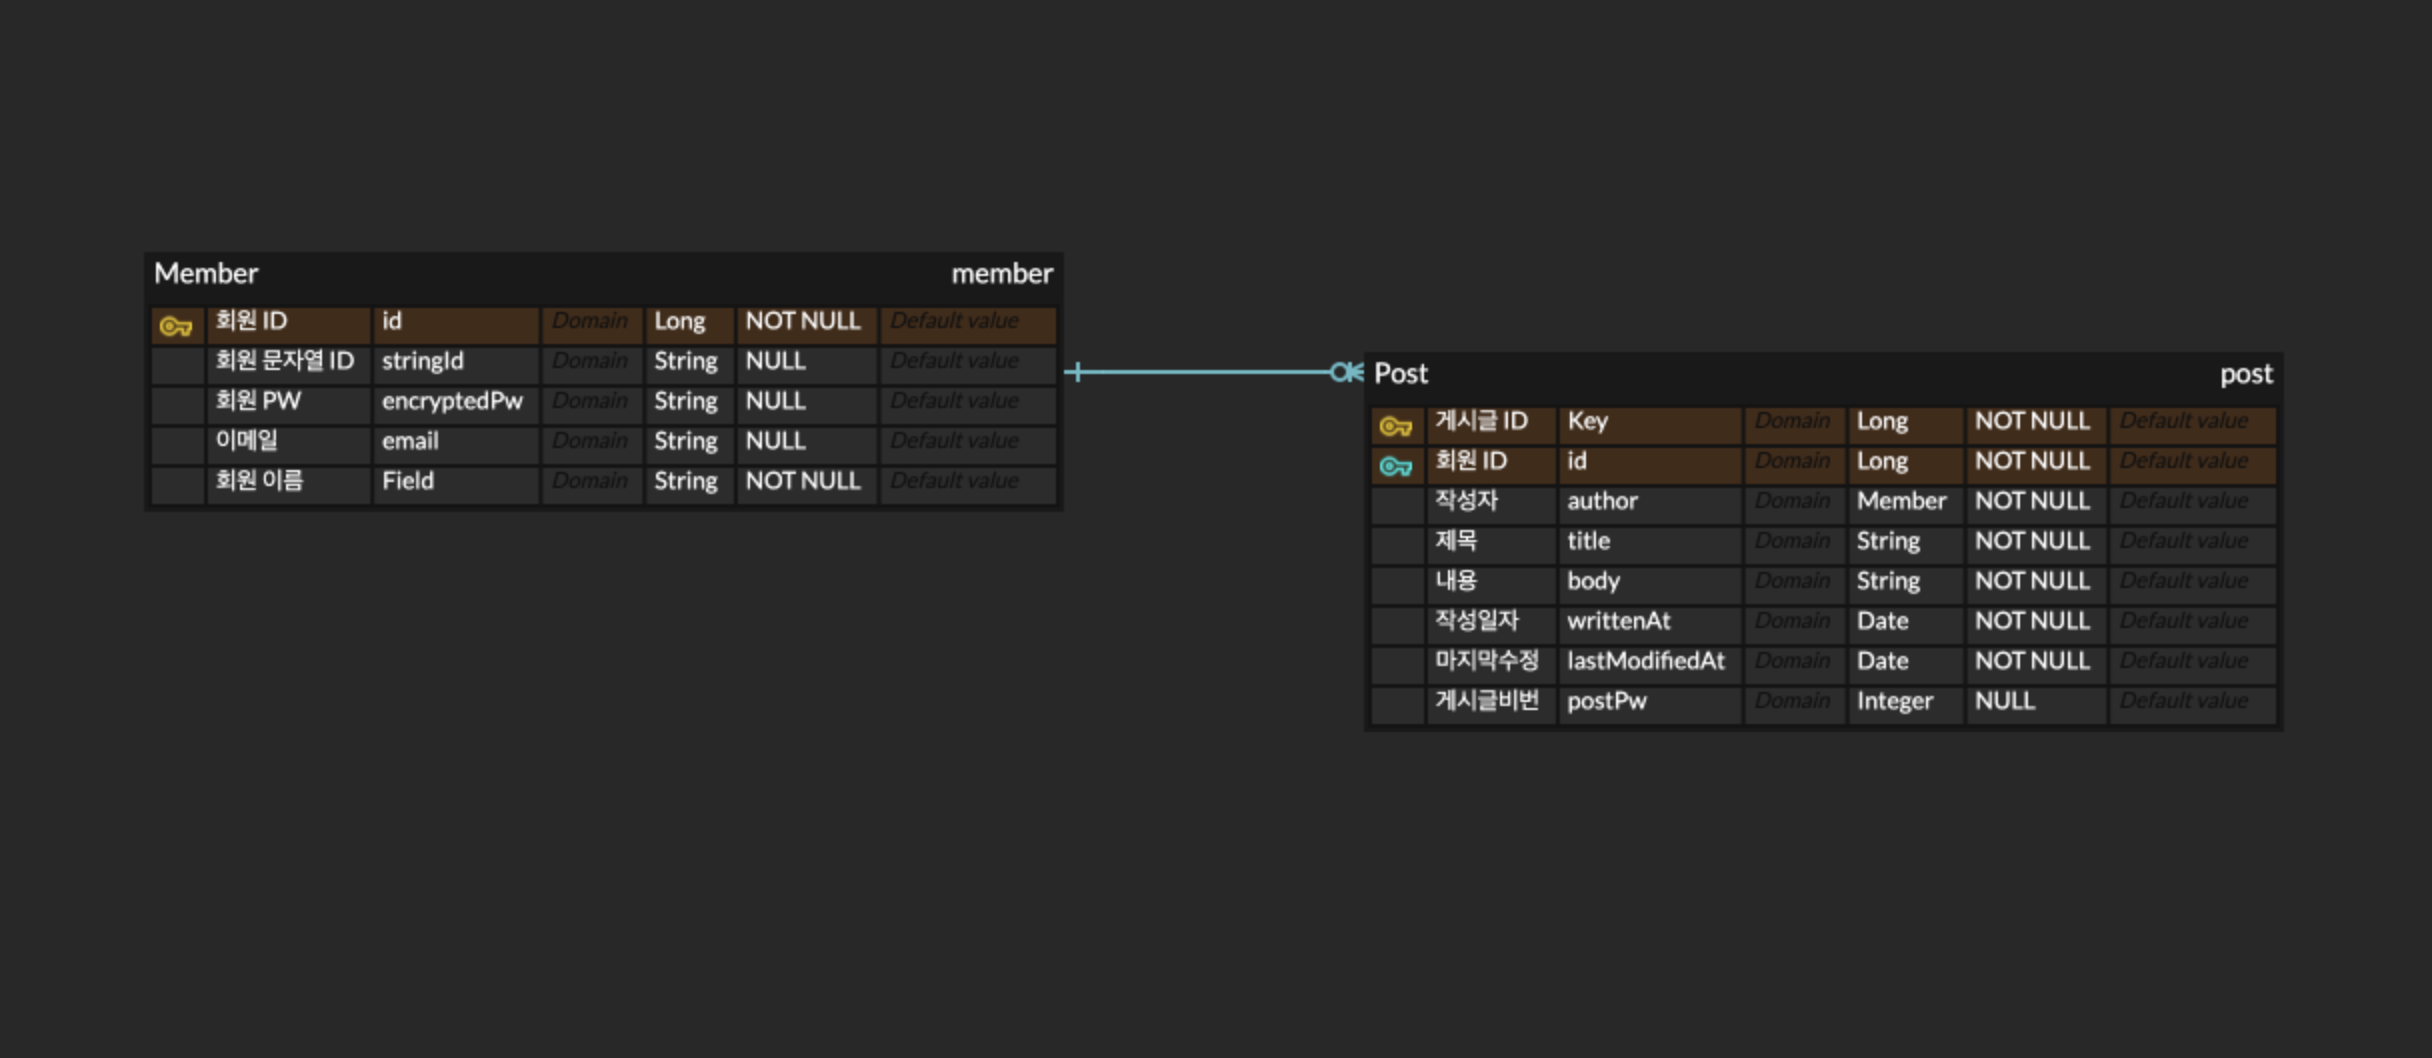 Member member
회원 ID id Domain Long NOT NULL Default value
회원 문자열 ID stringId Domain String NULL Default value
회원 PW encryptedPw Domain String NULL Default value
이메일 email Domain String NULL Default value
회원 이름 Field Domain String NOT NULL Default value
Post post
게시글 ID Key Domain Long NOT NULL Default value
회원 ID id Domain Long NOT NULL Default value
작성자 author Domain Member NOT NULL Default value
제목 title Domain String NOT NULL Default value
내용 body Domain String NOT NULL Default value
작성일자 writtenAt Domain Date NOT NULL Default value
마지막수정 lastModifiedAt Domain Date NOT NULL Default value
게시글비번 postPw Domain Integer NULL Default value